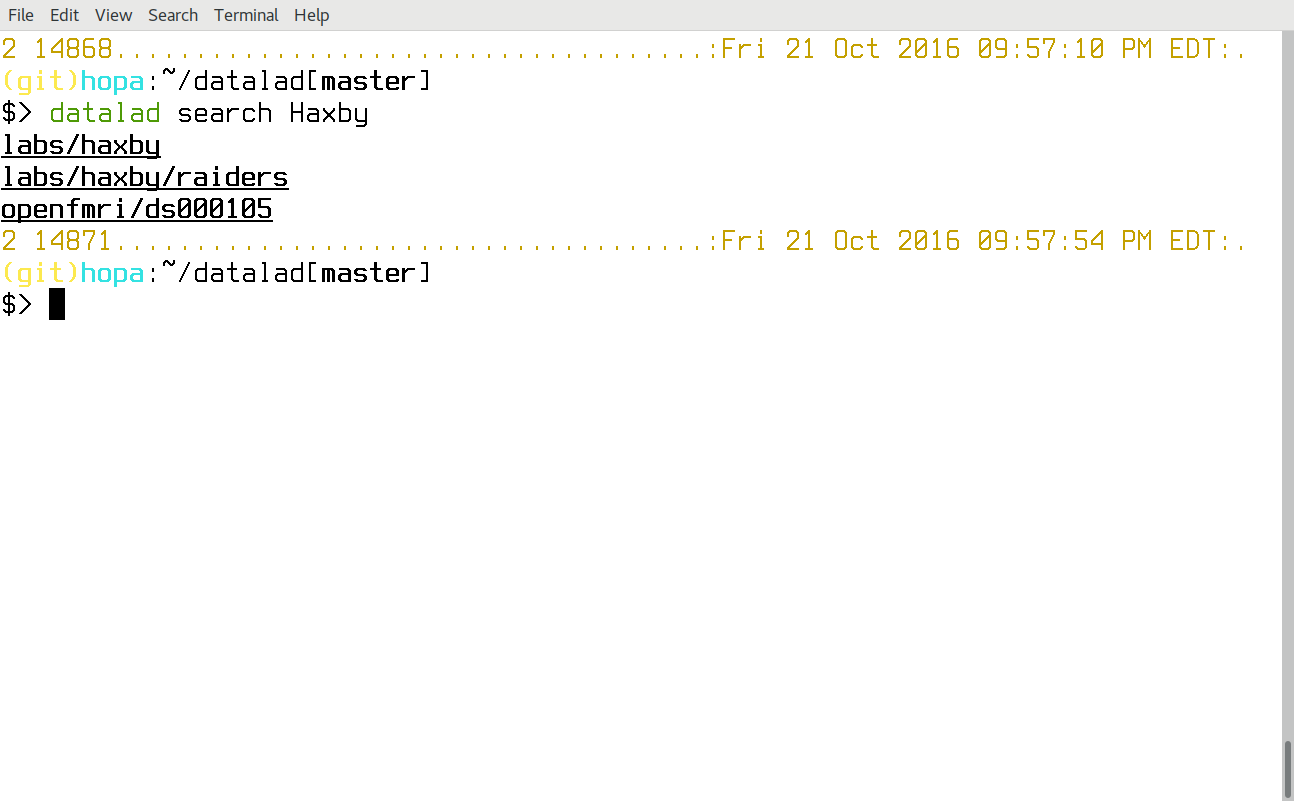 File Edit View Search Terminal Help
2 14868.....................................:Fri 21 Oct 2016 09:57:10 PM EDT:.
(git)hopa:~/datalad[master]
$> datalad search Haxby
labs/haxby
labs/haxby/raiders
openfmri/ds000105
2 14871.....................................:Fri 21 Oct 2016 09:57:54 PM EDT:.
(git)hopa:~/datalad[master]
$>